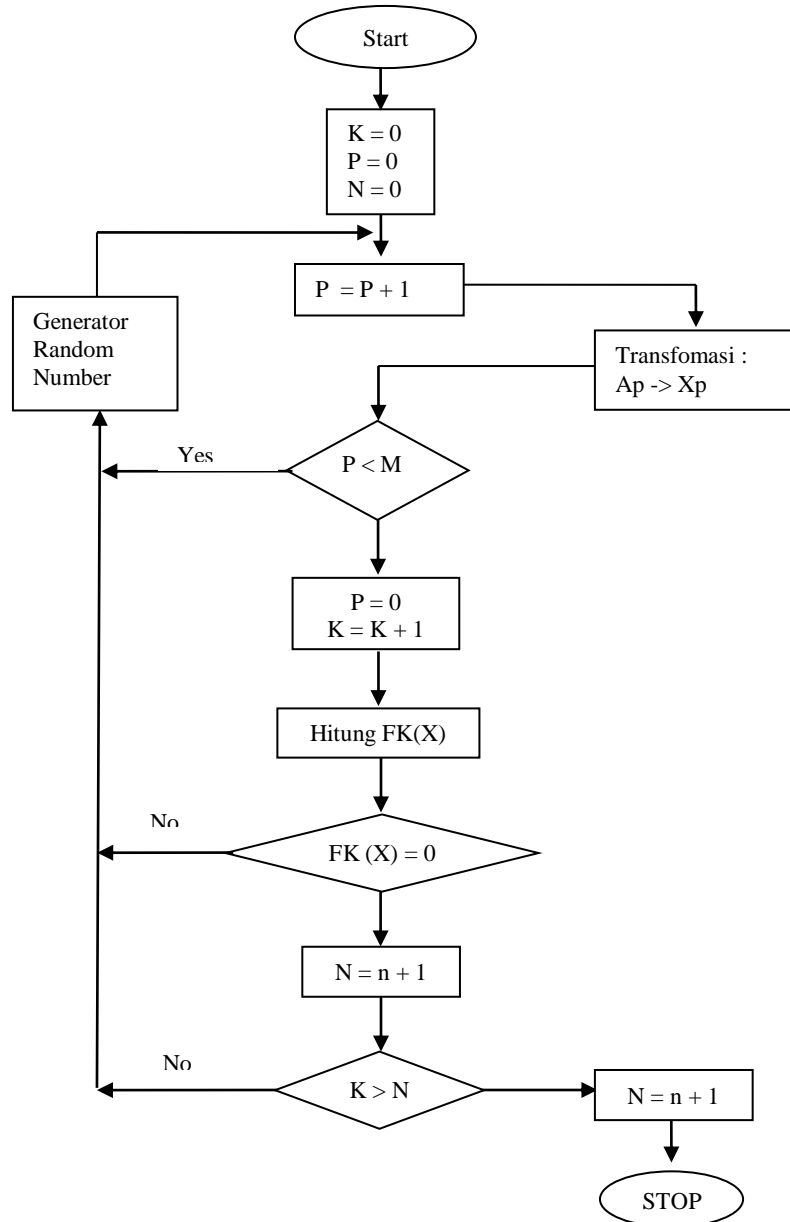 Start
K = 0
P = 0
N = 0
P = P + 1
Generator
Random
Number
Transfomasi :
Ap -> Xp
Yes
P < M
P = 0
K = K + 1
Hitung FK(X)
No
FK (X) = 0
N = n + 1
No
K > N
N = n + 1
STOP